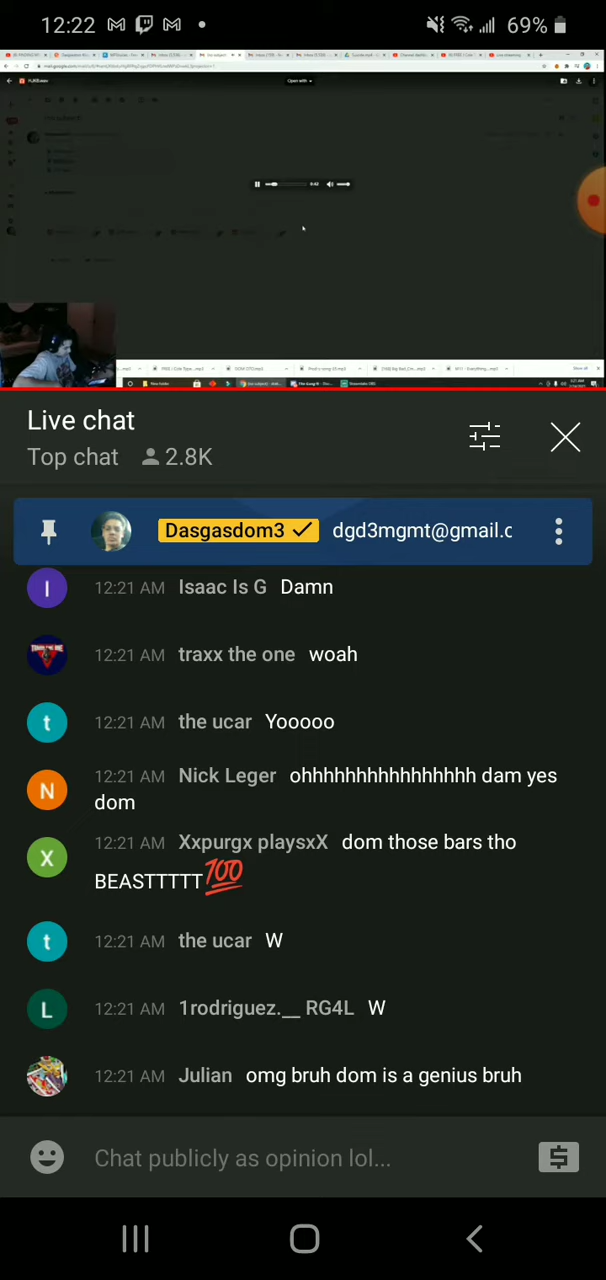 12:22
69%
Open with
0:42
Live chat
Top chat 2.8K
Dasgasdom3 dgd3mgmt@gmail.c
12:21 AM Isaac Is G Damn
12:21 AM traxx the one woah
t 12:21 AM the ucar Yooooo
N 12:21 AM Nick Leger ohhhhhhhhhhhhhhhh dam yes
dom
X 12:21 AM Xxpurgx playsxX dom those bars tho
BEASTTTTT💯
t 12:21 AM the ucar W
L 12:21 AM 1rodriguez.__ RG4L W
12:21 AM Julian omg bruh dom is a genius bruh
Chat publicly as opinion lol...